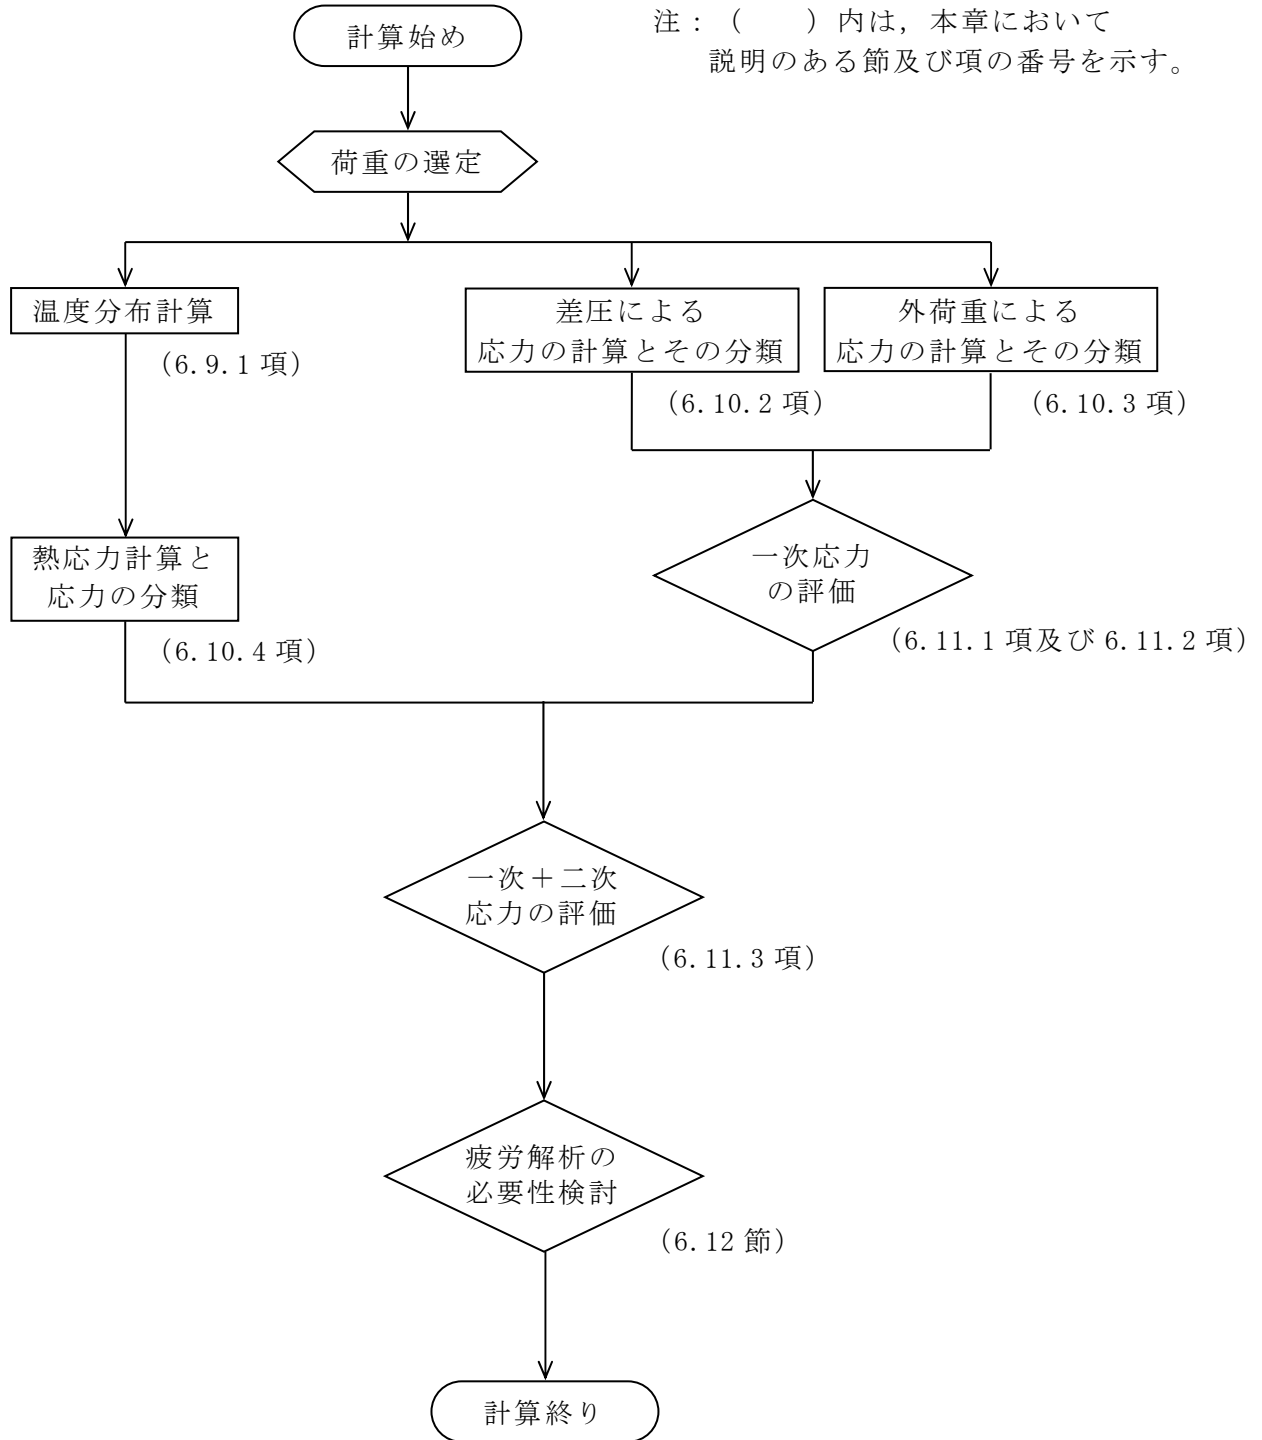 計算始め
注：（　　）内は，本章において
説明のある節及び項の番号を示す。
荷重の選定
温度分布計算
(6.9.1 項)
差圧による
応力の計算とその分類
(6.10.2 項)
外荷重による
応力の計算とその分類
(6.10.3 項)
熱応力計算と
応力の分類
(6.10.4 項)
一次応力
の評価
(6.11.1 項及び 6.11.2 項)
一次＋二次
応力の評価
(6.11.3 項)
疲労解析の
必要性検討
(6.12 節)
計算終り